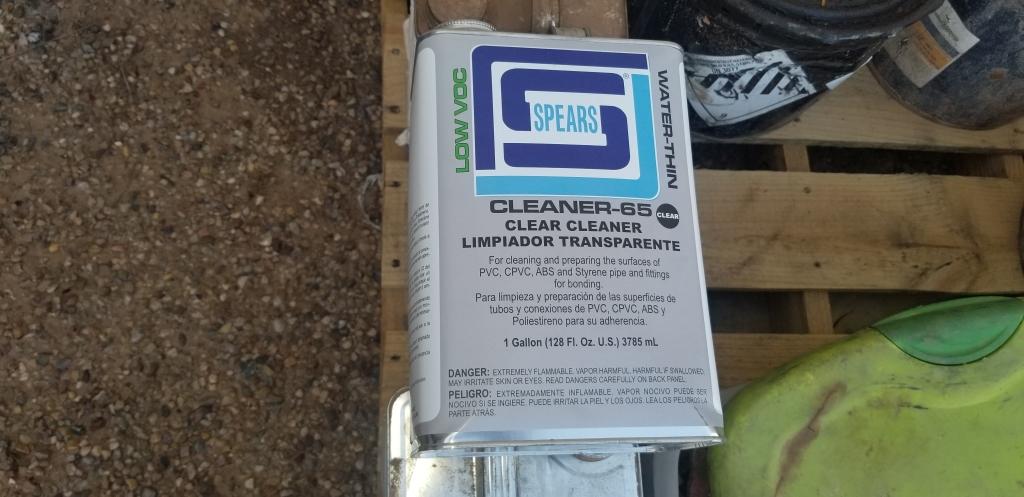 LOW VOC
SPEARS
®
WATER-THIN
CLEANER-65
CLEAR
CLEAR CLEANER
LIMPIADOR TRANSPARENTE
For cleaning and preparing the surfaces of
PVC, CPVC, ABS and Styrene pipe and fittings
for bonding.
Para limpieza y preparación de las superficies de
tubos y conexiones de PVC, CPVC, ABS y
Poliestireno para su adherencia.
1 Gallon (128 Fl. Oz. U.S.) 3785 mL
DANGER: EXTREMELY FLAMMABLE. VAPOR HARMFUL. HARMFUL IF SWALLOWED.
MAY IRRITATE SKIN OR EYES. READ DANGERS CAREFULLY ON BACK PANEL.
PELIGRO: EXTREMADAMENTE INFLAMABLE. VAPOR NOCIVO PUEDE SER
NOCIVO SI SE INGIERE. PUEDE IRRITAR LA PIEL Y LOS OJOS. LEA LOS PELIGROS LA
PARTE ATRÁS.